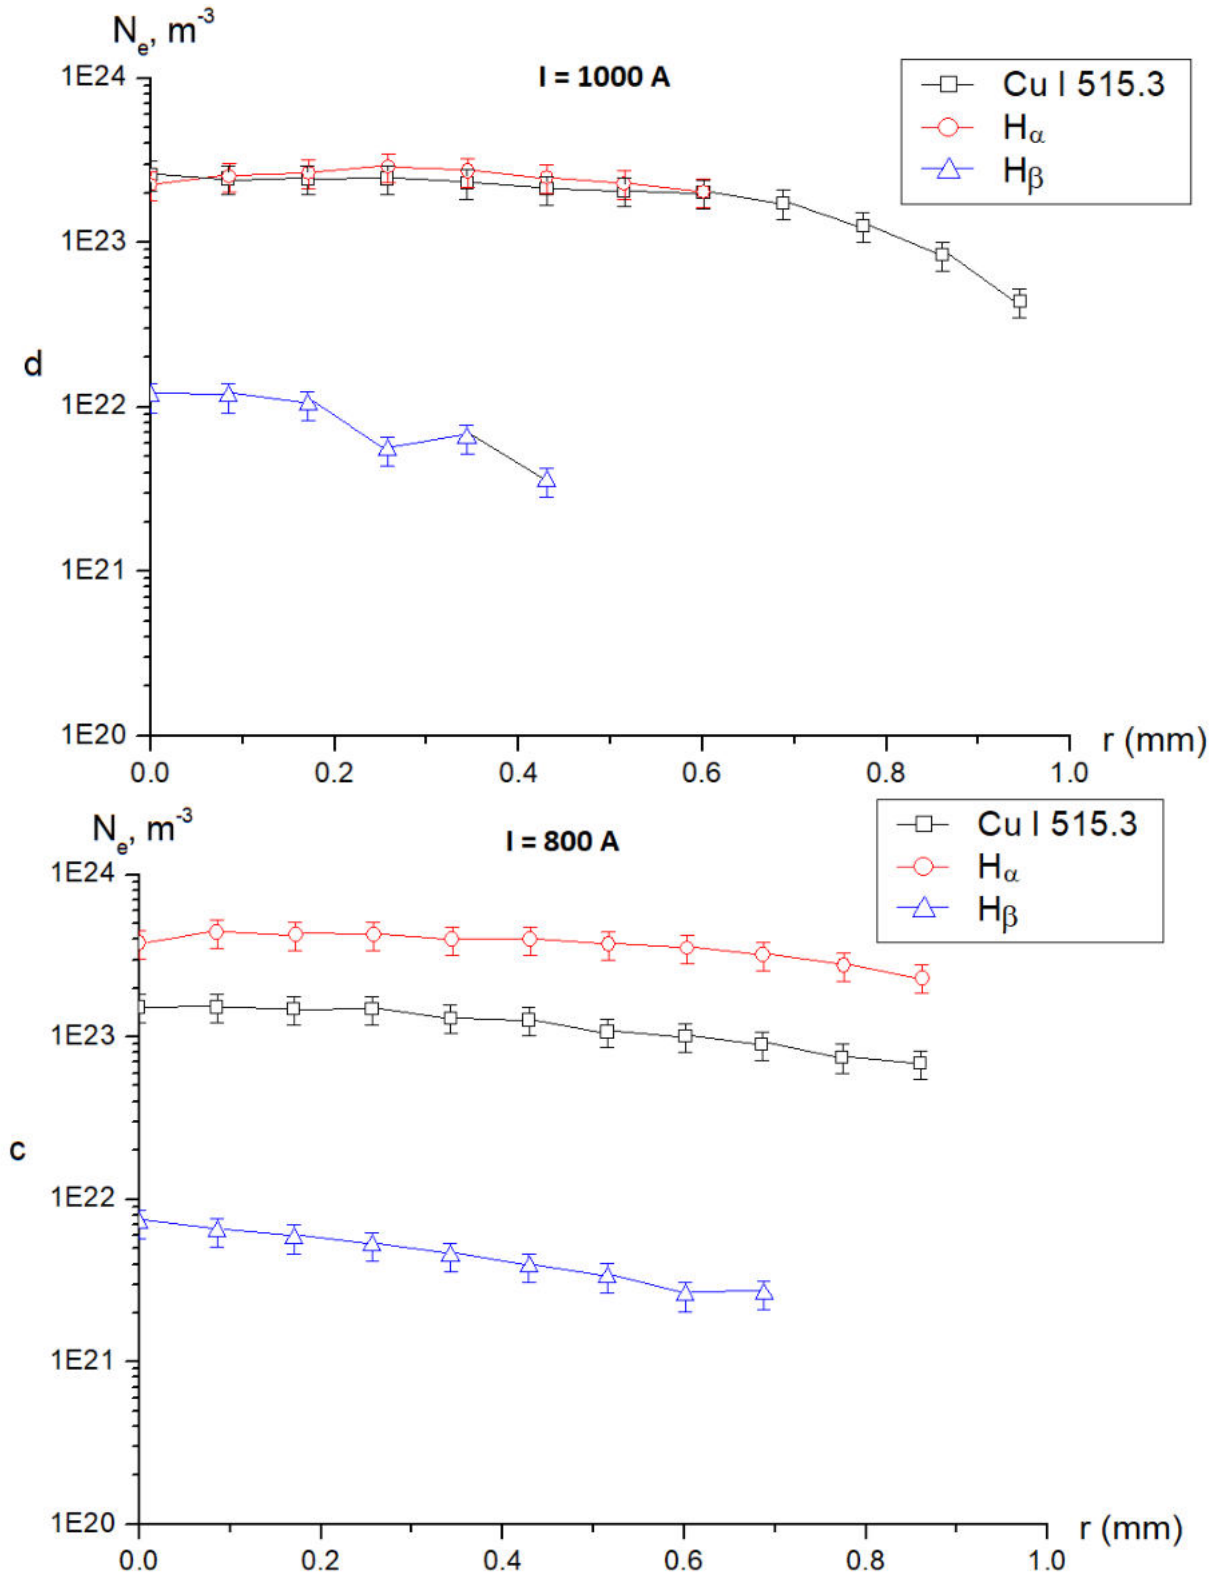 Nₑ, m⁻³
I = 1000 A
Cu I 515.3
Hα
Hβ
1E24
1E23
d
1E22
1E21
1E20
0.0 0.2 0.4 0.6 0.8 1.0
r (mm)
Nₑ, m⁻³
I = 800 A
Cu I 515.3
Hα
Hβ
1E24
1E23
c
1E22
1E21
1E20
0.0 0.2 0.4 0.6 0.8 1.0
r (mm)